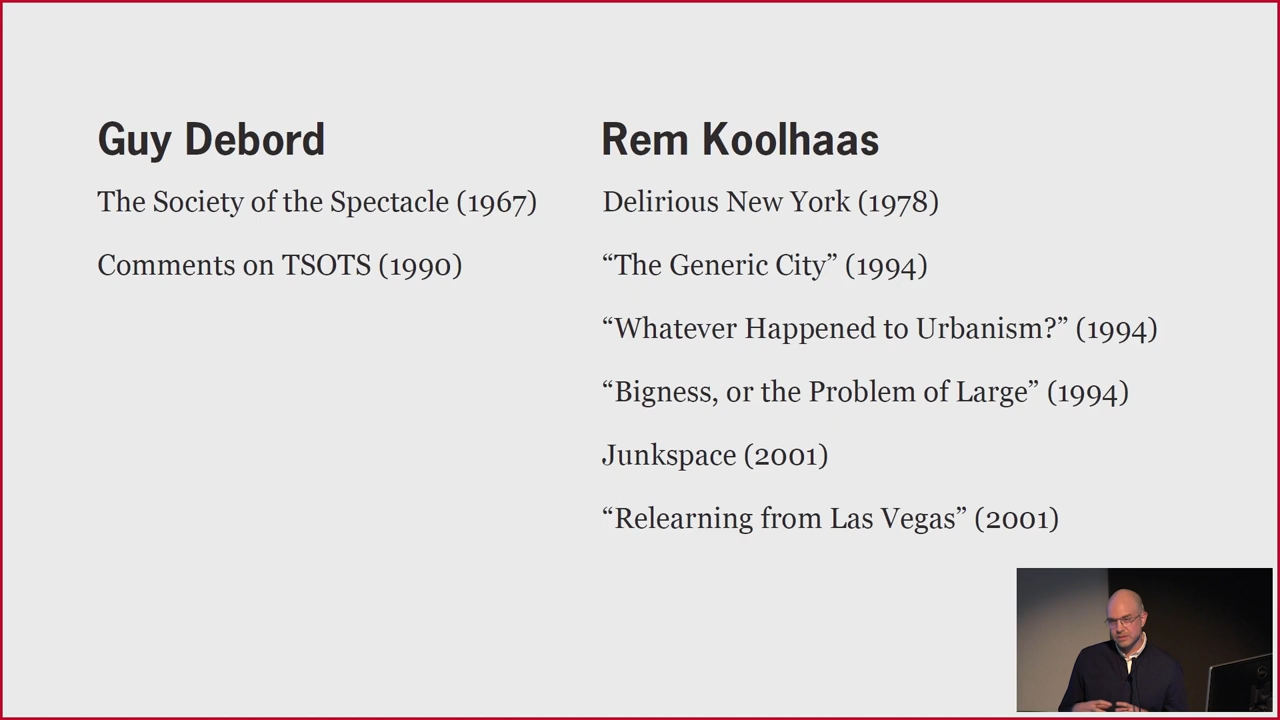 Guy Debord
The Society of the Spectacle (1967)
Comments on TSOTS (1990)
Rem Koolhaas
Delirious New York (1978)
“The Generic City” (1994)
“Whatever Happened to Urbanism?” (1994)
“Bigness, or the Problem of Large” (1994)
Junkspace (2001)
“Relearning from Las Vegas” (2001)